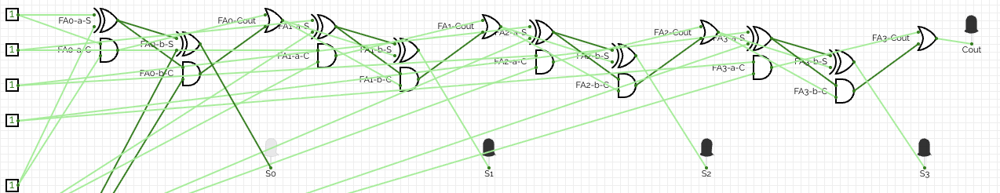 1
1
1
1
1
FA0-a-S
FA0-a-C
FA0-b-S
FA0-b-C
FA0-Cout
FA1-a-S
FA1-a-C
FA1-b-S
FA1-b-C
FA1-Cout
FA2-a-S
FA2-a-C
FA2-b-S
FA2-b-C
FA2-Cout
FA3-a-S
FA3-a-C
FA3-b-S
FA3-b-C
FA3-Cout
Cout
S0
S1
S2
S3